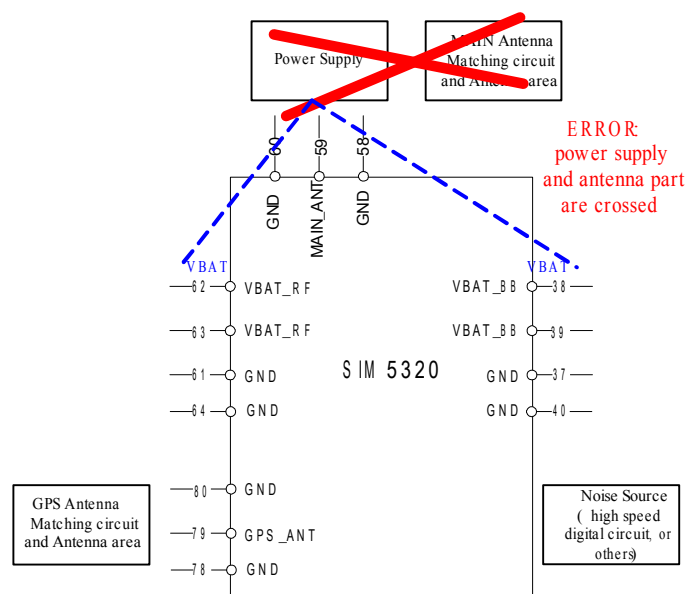 Power Supply
MAIN Antenna
Matching circuit
and Antenna area
ERROR:
power supply
and antenna part
are crossed
60
59
58
GND
MAIN_ANT
GND
VBAT
VBAT
62
VBAT_RF
VBAT_BB
38
63
VBAT_RF
VBAT_BB
39
61
GND
SIM 5320
GND
37
64
GND
GND
40
80
GND
GPS Antenna
Matching circuit
and Antenna area
79
GPS_ANT
78
GND
Noise Source
( high speed
digital circuit, or
others)